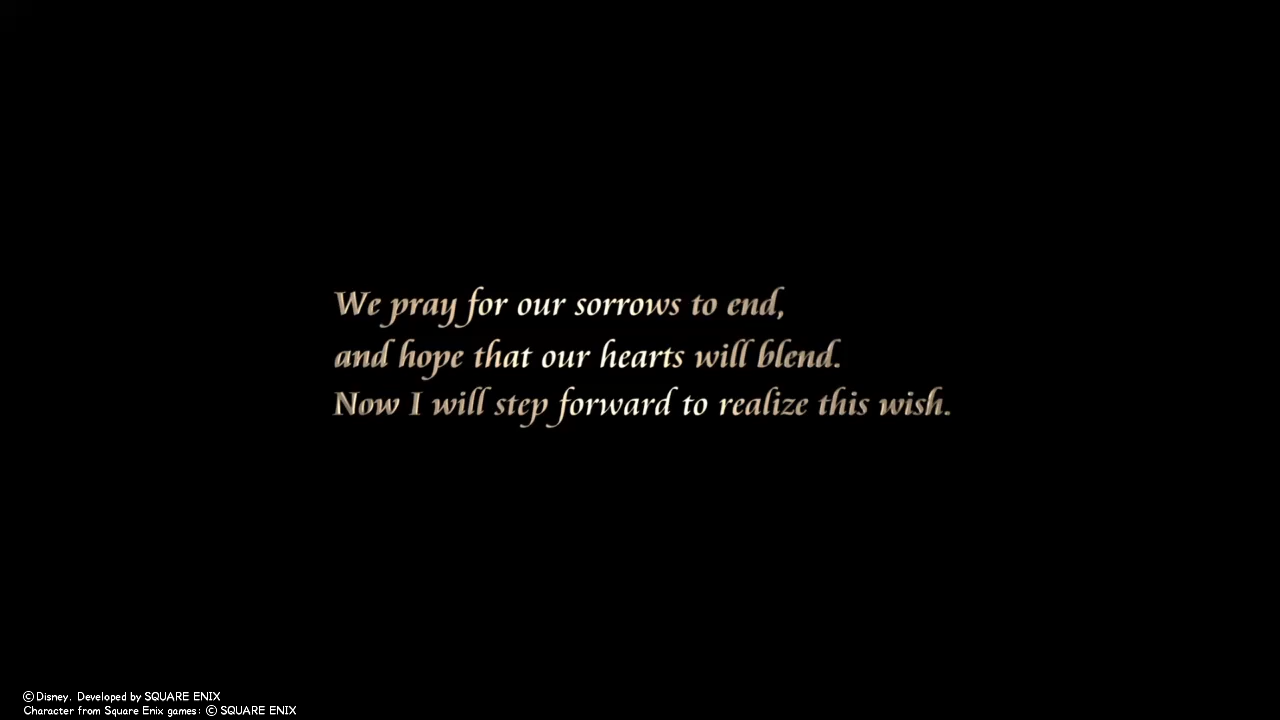 We pray for our sorrows to end,
and hope that our hearts will blend.
Now I will step forward to realize this wish.
©Disney. Developed by SQUARE ENIX
Character from Square Enix games: © SQUARE ENIX